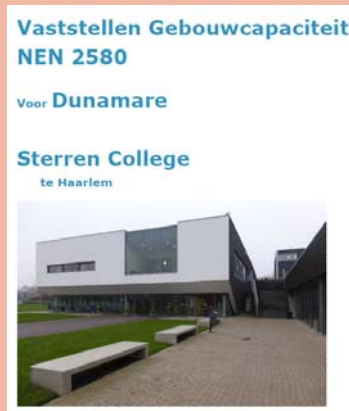 Vaststellen Gebouwcapaciteit
NEN 2580
Voor Dunamare
Sterren College
te Haarlem